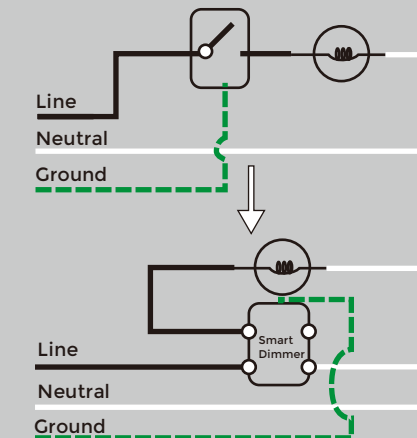 Line
Neutral
Ground
Smart
Dimmer
Line
Neutral
Ground